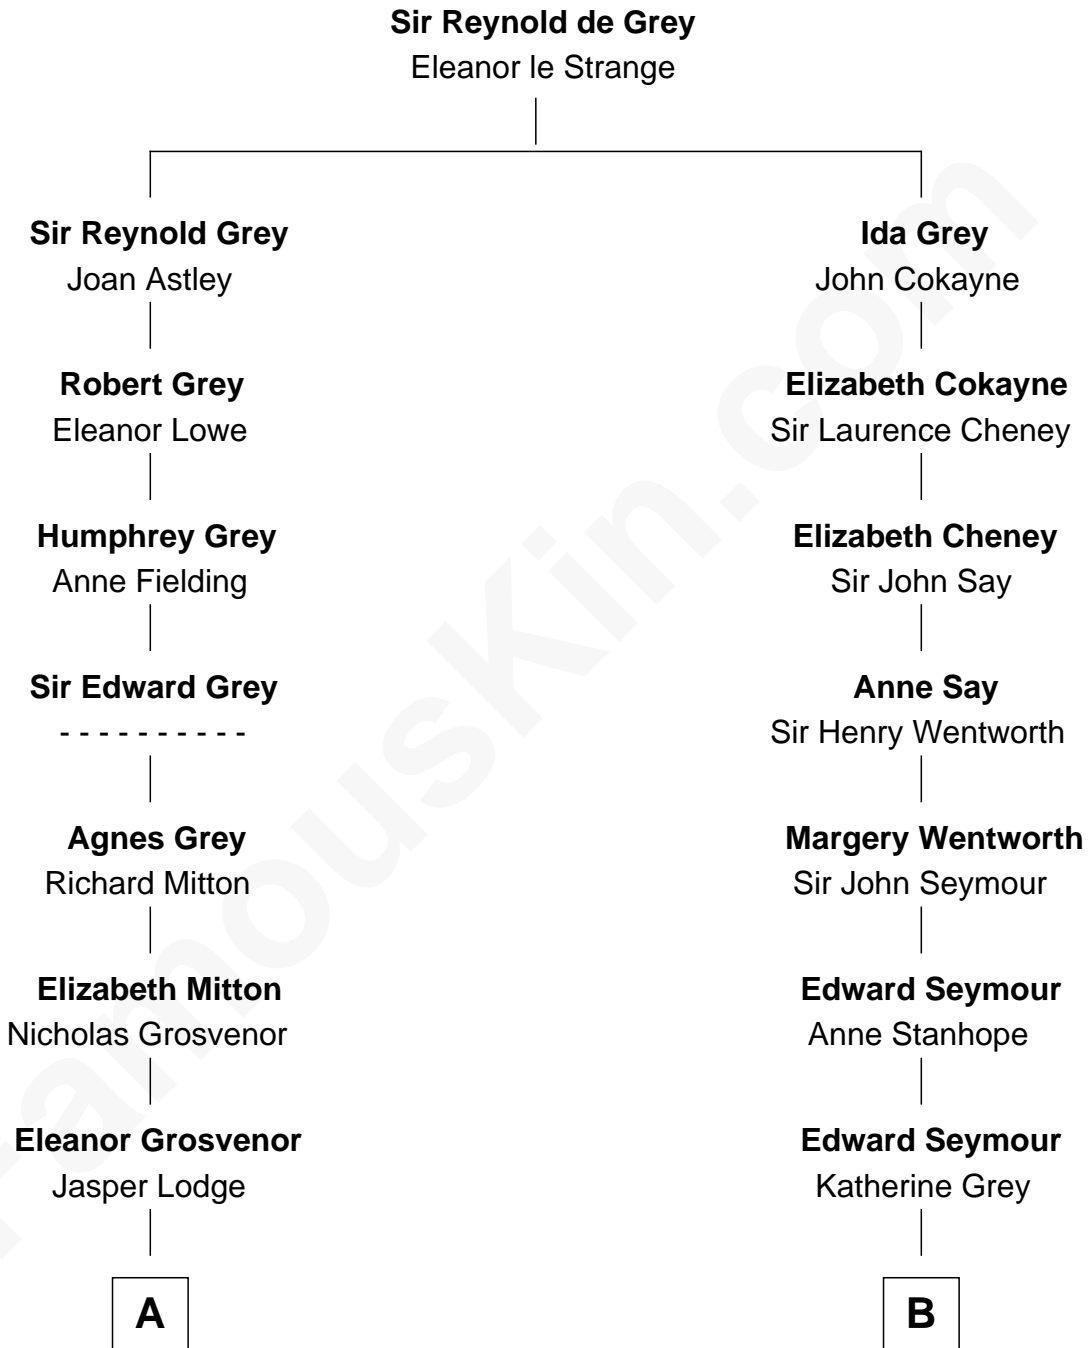 Sir Reynold de Grey
Eleanor le Strange
Sir Reynold Grey
Joan Astley
Robert Grey
Eleanor Lowe
Humphrey Grey
Anne Fielding
Sir Edward Grey
- - - - - - - - - -
Agnes Grey
Richard Mitton
Elizabeth Mitton
Nicholas Grosvenor
Eleanor Grosvenor
Jasper Lodge
A
Ida Grey
John Cokayne
Elizabeth Cokayne
Sir Laurence Cheney
Elizabeth Cheney
Sir John Say
Anne Say
Sir Henry Wentworth
Margery Wentworth
Sir John Seymour
Edward Seymour
Anne Stanhope
Edward Seymour
Katherine Grey
B
FamousKin.com